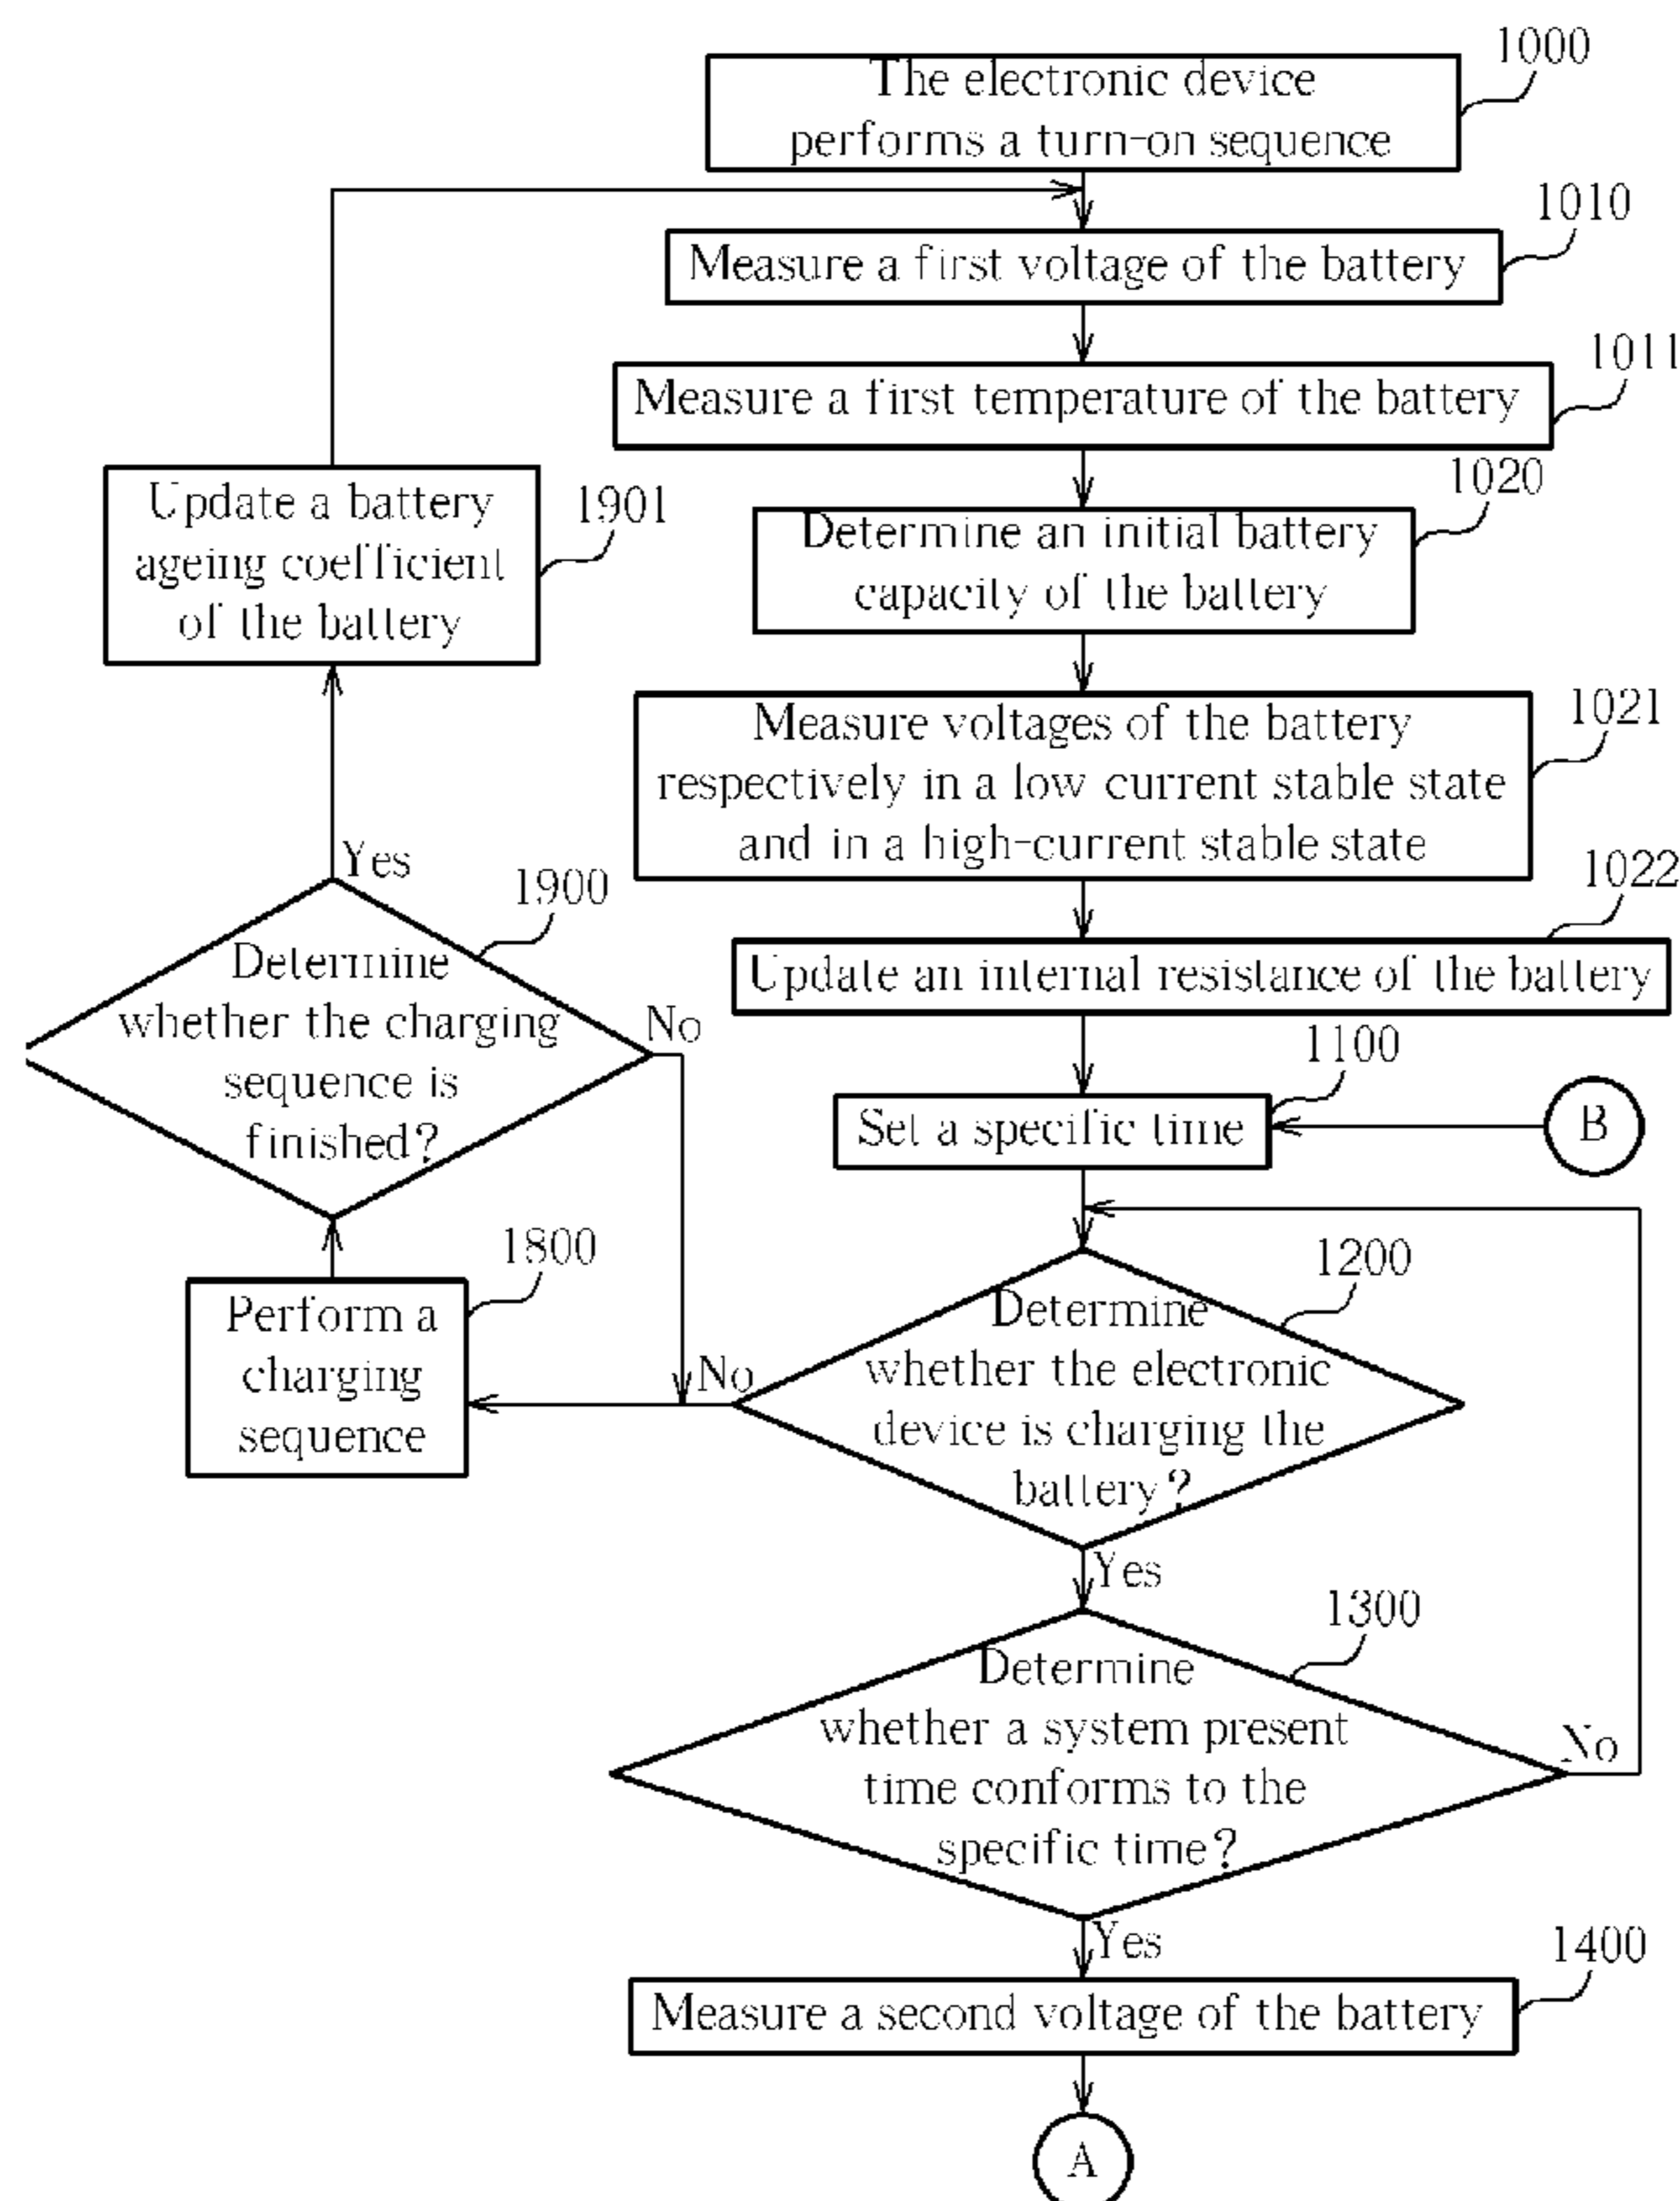 1000
The electronic device
performs a turn-on sequence
1010
Measure a first voltage of the battery
1011
Measure a first temperature of the battery
1020
Determine an initial battery
capacity of the battery
1021
Measure voltages of the battery
respectively in a low current stable state
and in a high-current stable state
1022
Update an internal resistance of the battery
1100
Set a specific time
B
1200
Determine
whether the electronic
device is charging the
battery?
No
Yes
1300
Determine
whether a system present
time conforms to the
specific time?
No
Yes
1400
Measure a second voltage of the battery
A
1800
Perform a
charging
sequence
1900
Determine
whether the charging
sequence is
finished?
No
Yes
1901
Update a battery
ageing coefficient
of the battery